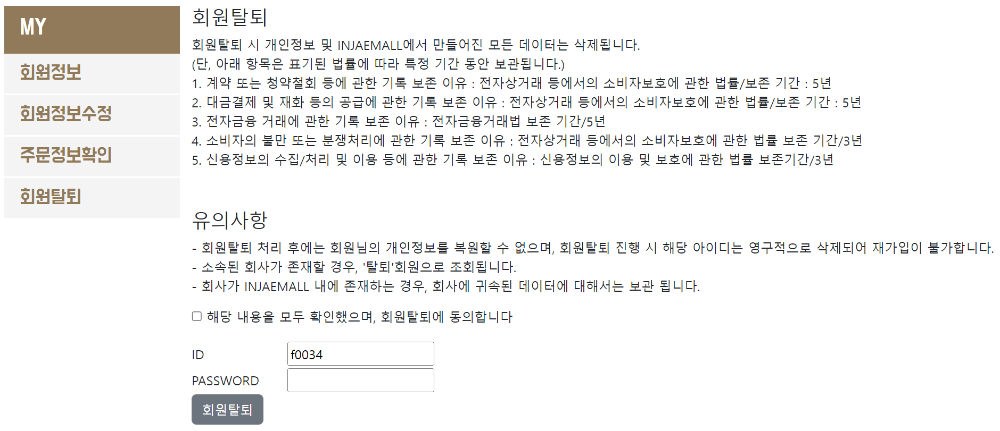 MY
회원정보
회원정보수정
주문정보확인
회원탈퇴
회원탈퇴
회원탈퇴 시 개인정보 및 INJAEMALL에서 만들어진 모든 데이터는 삭제됩니다.
(단, 아래 항목은 표기된 법률에 따라 특정 기간 동안 보관됩니다.)
1. 계약 또는 청약철회 등에 관한 기록 보존 이유 : 전자상거래 등에서의 소비자보호에 관한 법률/보존 기간 : 5년
2. 대금결제 및 재화 등의 공급에 관한 기록 보존 이유 : 전자상거래 등에서의 소비자보호에 관한 법률/보존 기간 : 5년
3. 전자금융 거래에 관한 기록 보존 이유 : 전자금융거래법 보존 기간/5년
4. 소비자의 불만 또는 분쟁처리에 관한 기록 보존 이유 : 전자상거래 등에서의 소비자보호에 관한 법률 보존 기간/3년
5. 신용정보의 수집/처리 및 이용 등에 관한 기록 보존 이유 : 신용정보의 이용 및 보호에 관한 법률 보존기간/3년
유의사항
- 회원탈퇴 처리 후에는 회원님의 개인정보를 복원할 수 없으며, 회원탈퇴 진행 시 해당 아이디는 영구적으로 삭제되어 재가입이 불가합니다.
- 소속된 회사가 존재할 경우, '탈퇴'회원으로 조회됩니다.
- 회사가 INJAEMALL 내에 존재하는 경우, 회사에 귀속된 데이터에 대해서는 보관 됩니다.
해당 내용을 모두 확인했으며, 회원탈퇴에 동의합니다
ID f0034
PASSWORD
회원탈퇴